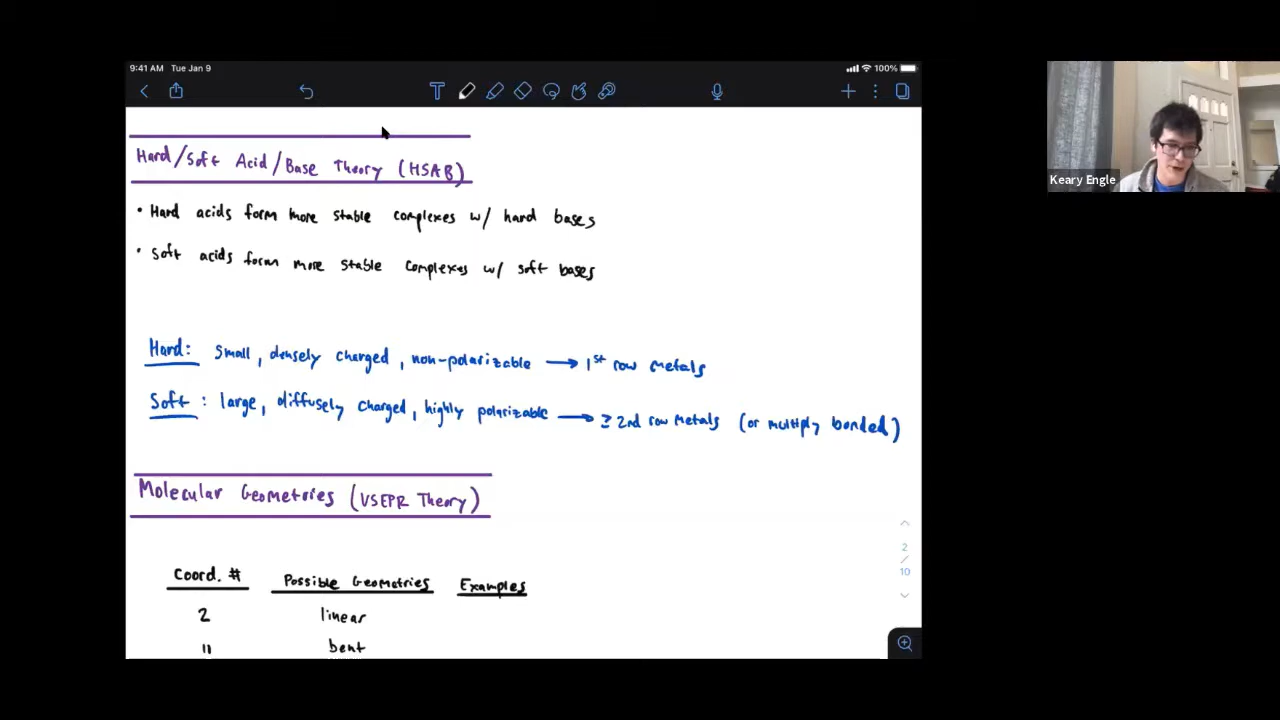 9:41 AM Tue Jan 9
100%
Hard/Soft Acid/Base Theory (HSAB)
• Hard acids form more stable complexes w/ hard bases
• Soft acids form more stable complexes w/ soft bases
Hard: small, densely charged, non-polarizable → 1st row metals
Soft: large, diffusely charged, highly polarizable → ≥ 2nd row metals (or multiply bonded)
Molecular Geometries (VSEPR Theory)
Coord. # Possible Geometries Examples
2 linear
" bent
2
/
10
Keary Engle